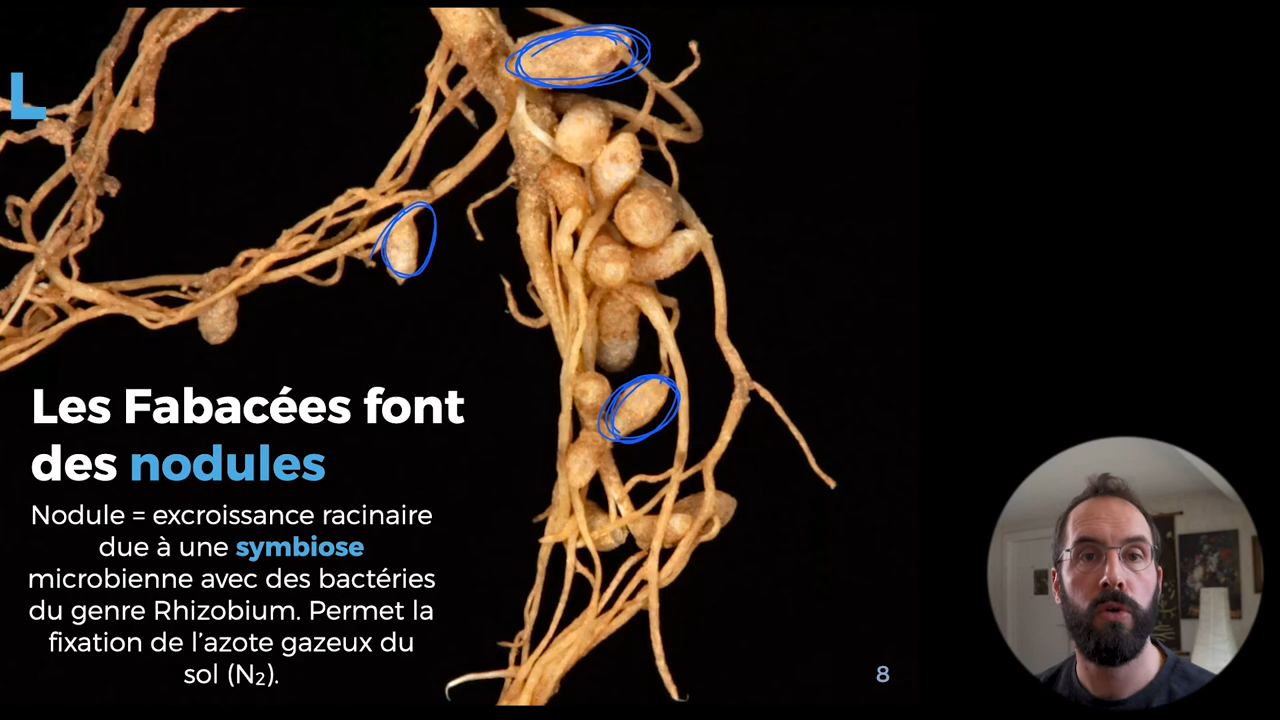 L
Les Fabacées font
des nodules
Nodule = excroissance racinaire
due à une symbiose
microbienne avec des bactéries
du genre Rhizobium. Permet la
fixation de l'azote gazeux du
sol (N₂).
8